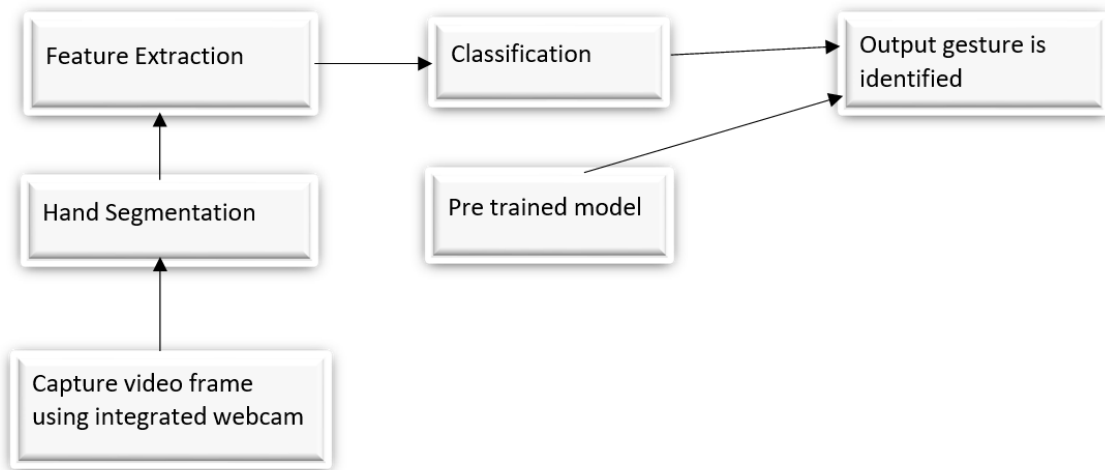 Feature Extraction
Classification
Output gesture is
identified
Hand Segmentation
Pre trained model
Capture video frame
using integrated webcam